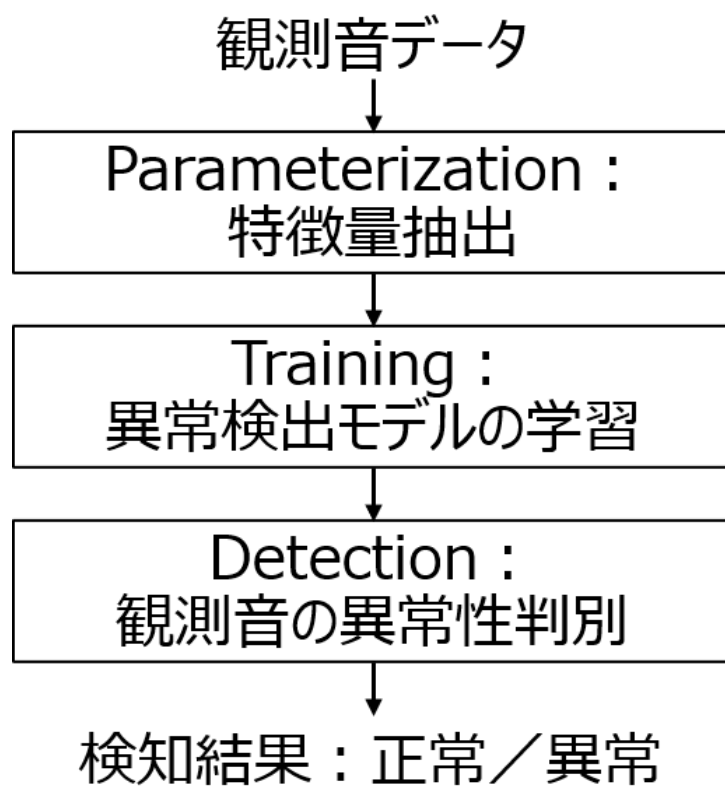 観測音データ
Parameterization：
特徴量抽出
Training：
異常検出モデルの学習
Detection：
観測音の異常性判別
検知結果：正常／異常